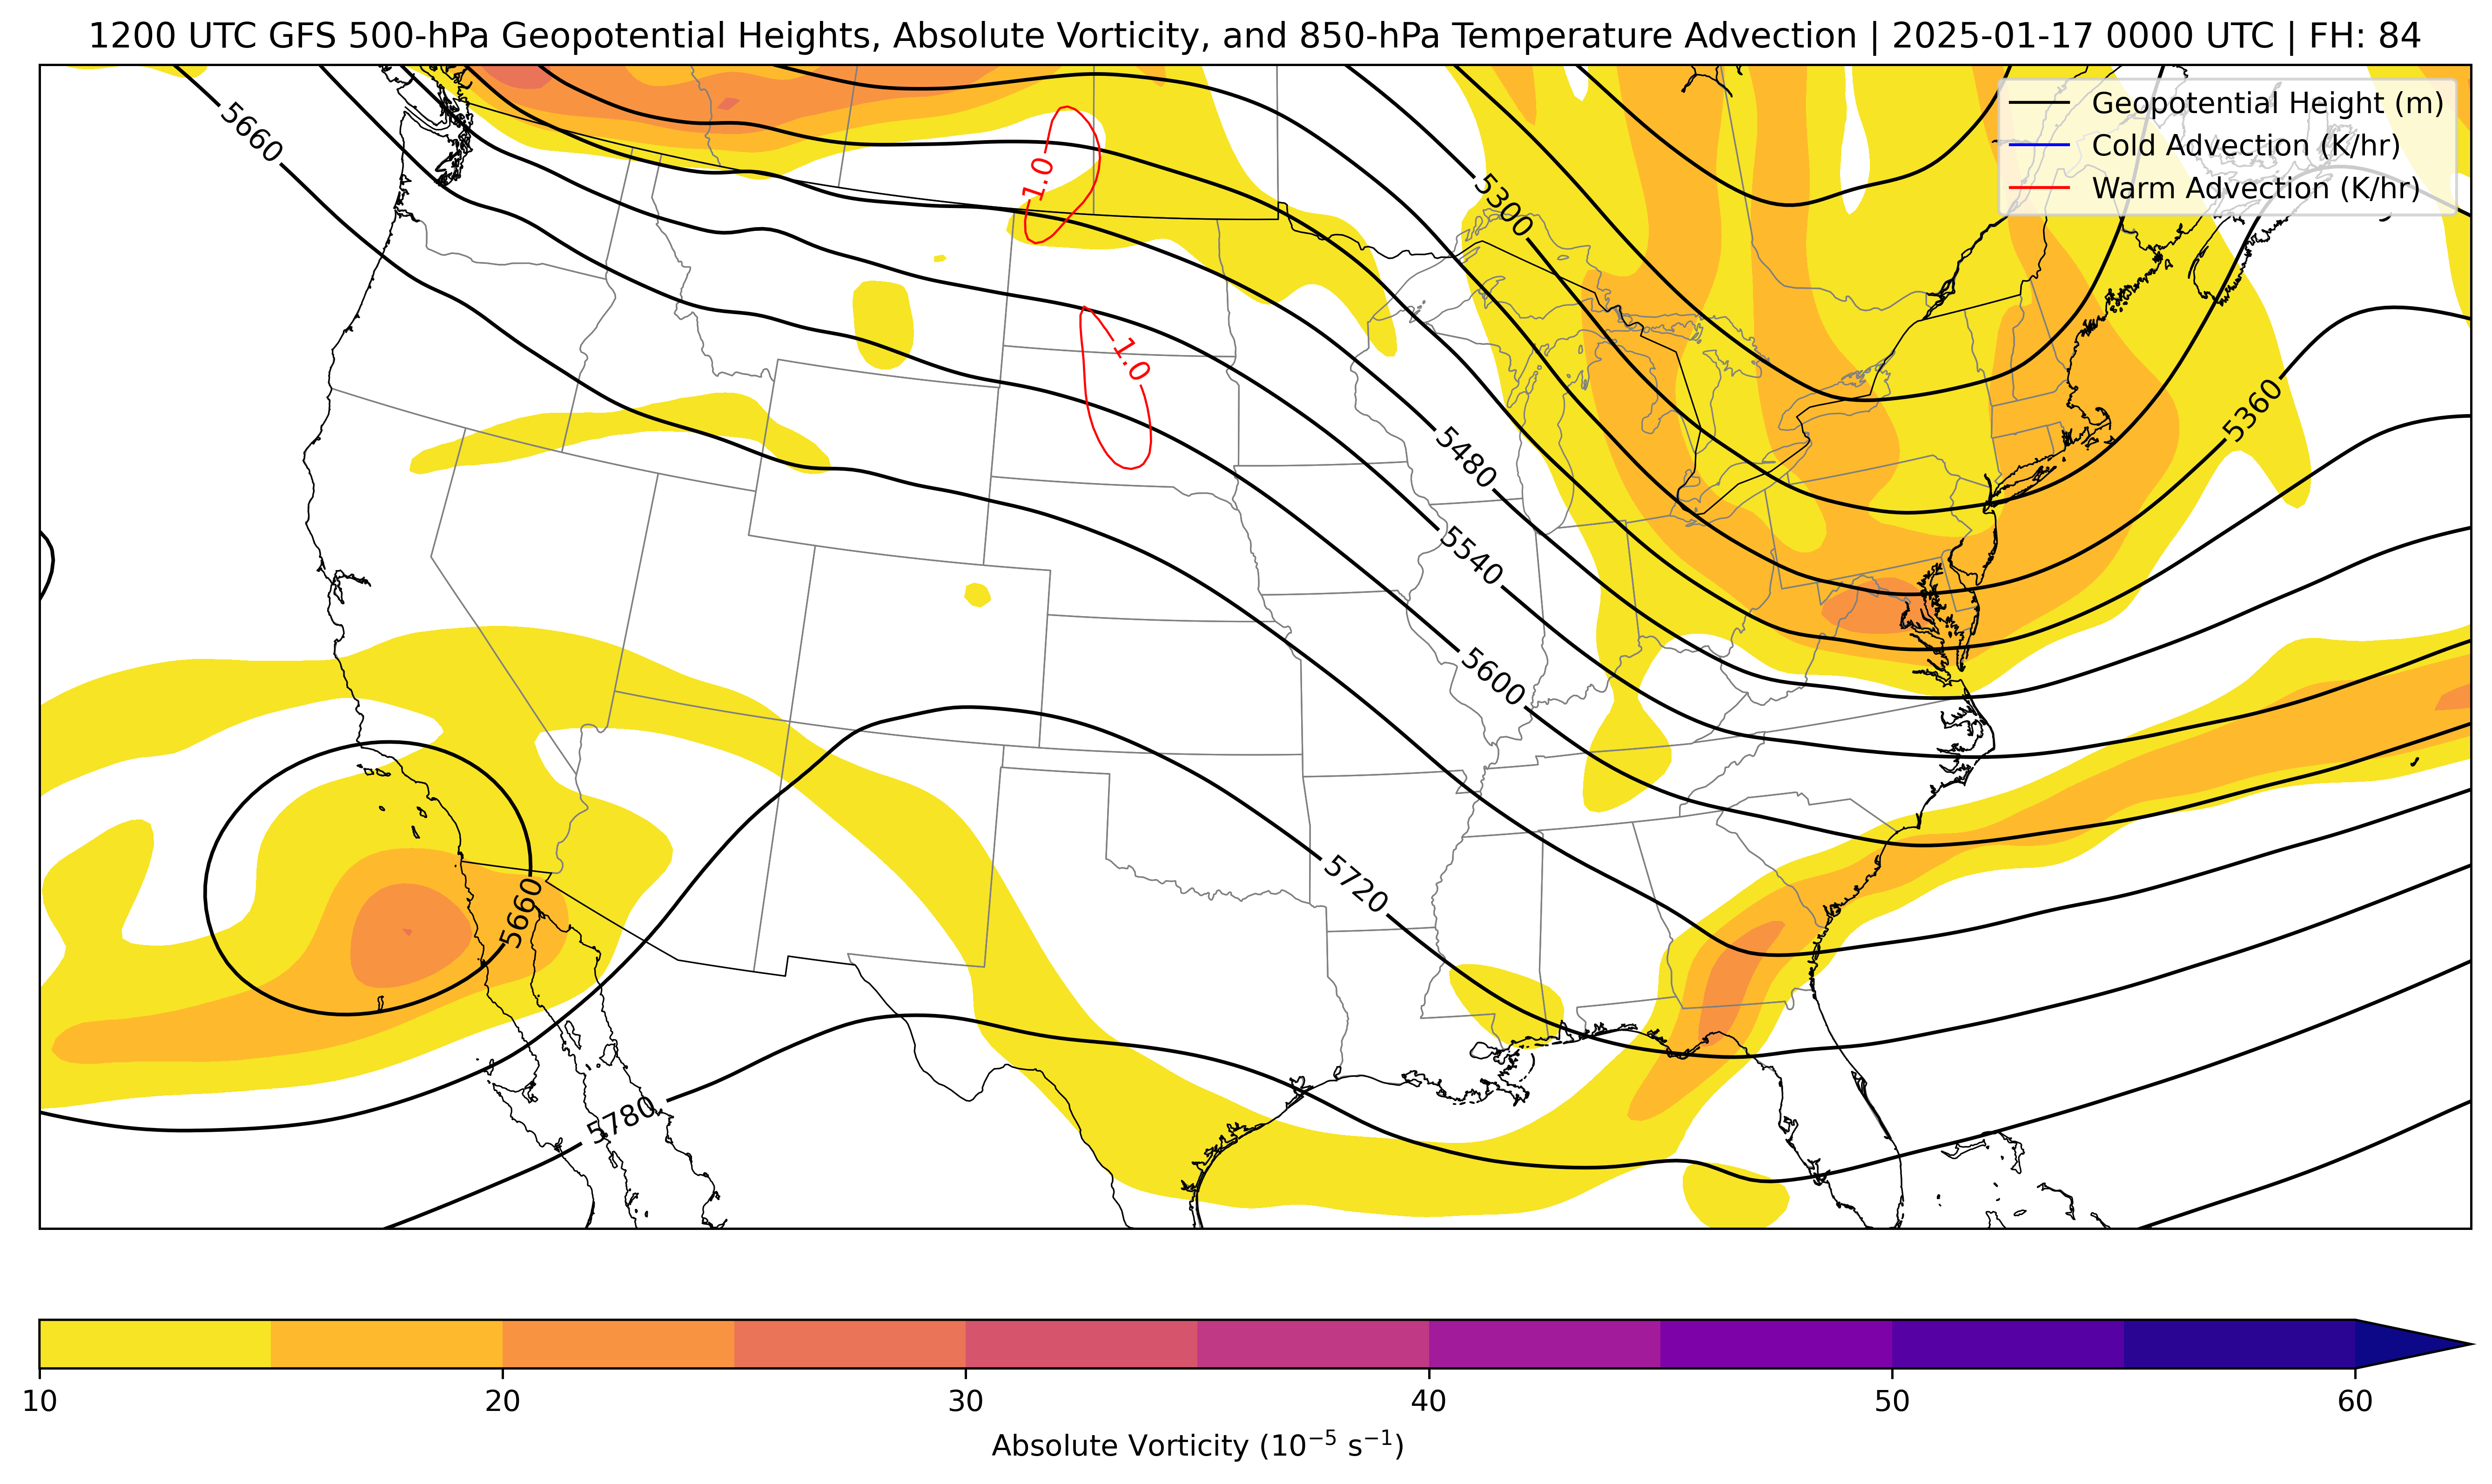 1200 UTC GFS 500-hPa Geopotential Heights, Absolute Vorticity, and 850-hPa Temperature Advection | 2025-01-17 0000 UTC | FH: 84
Geopotential Height (m)
Cold Advection (K/hr)
Warm Advection (K/hr)
5660
1.0
5300
1.0
5360
5480
5540
5600
5720
5660
5780
10 20 30 40 50 60
Absolute Vorticity (10⁻⁵ s⁻¹)